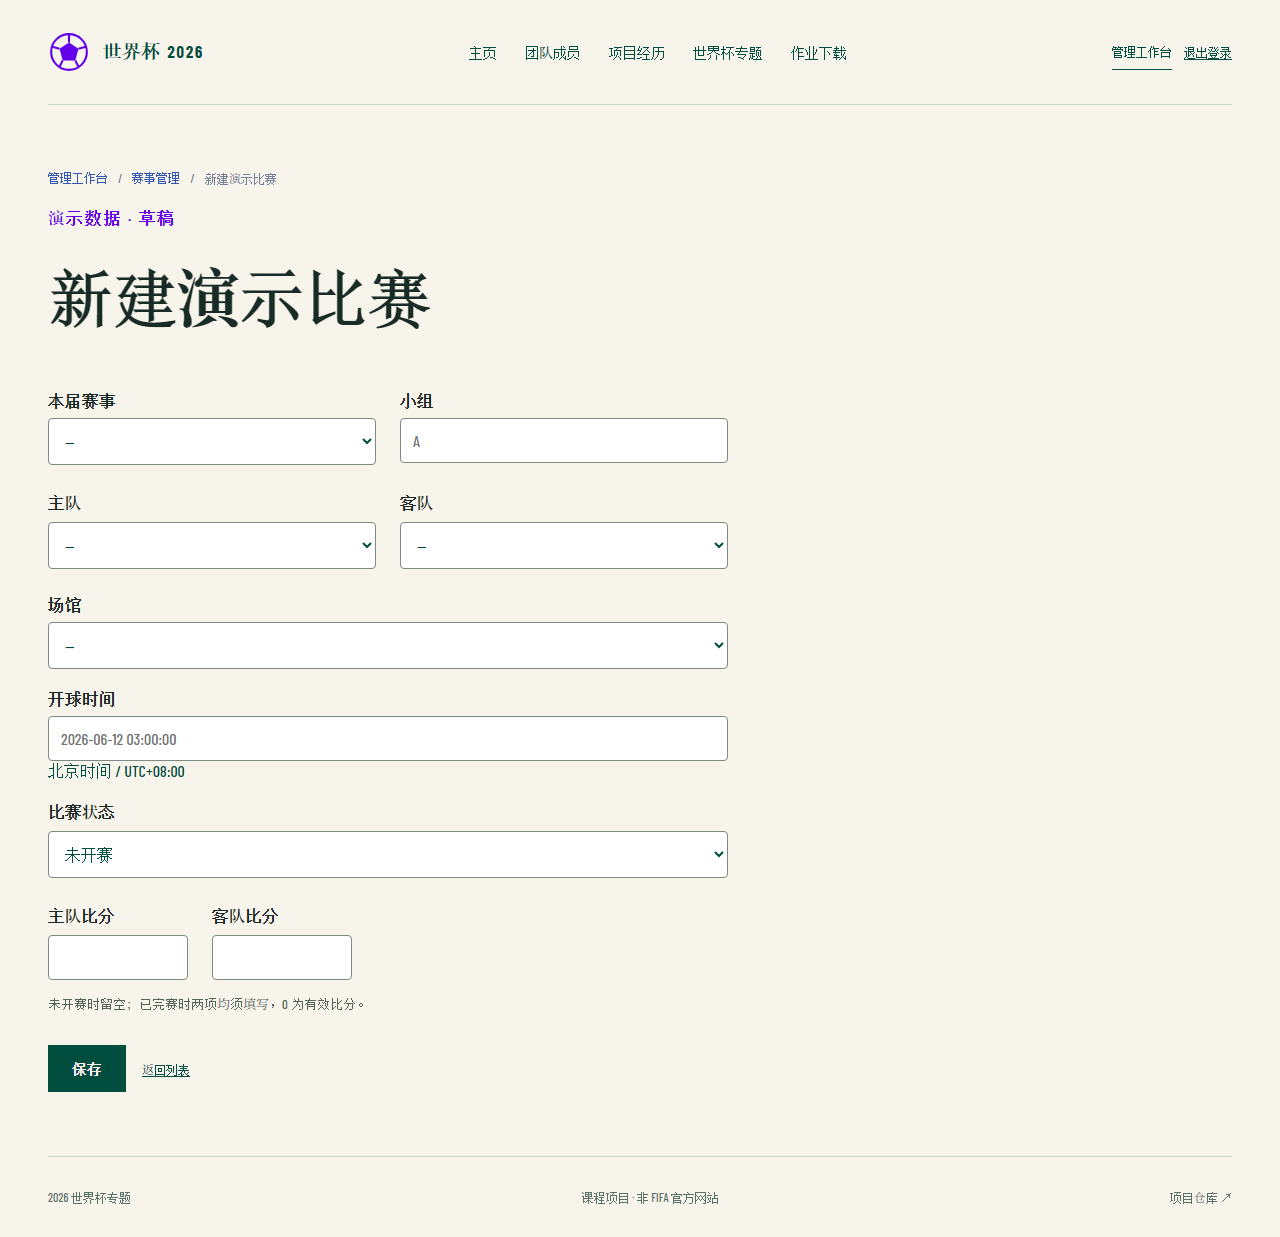 世界杯 2026
主页 团队成员 项目经历 世界杯专题 作业下载
管理工作台 退出登录
管理工作台 / 赛事管理 / 新建演示比赛
演示数据 · 草稿
新建演示比赛
本届赛事 小组
— A
主队 客队
— —
场馆
—
开球时间
2026-06-12 03:00:00
北京时间 / UTC+08:00
比赛状态
未开赛
主队比分 客队比分
未开赛时留空；已完赛时两项均须填写，0 为有效比分。
保存 返回列表
2026 世界杯专题 课程项目 · 非 FIFA 官方网站 项目仓库 ↗